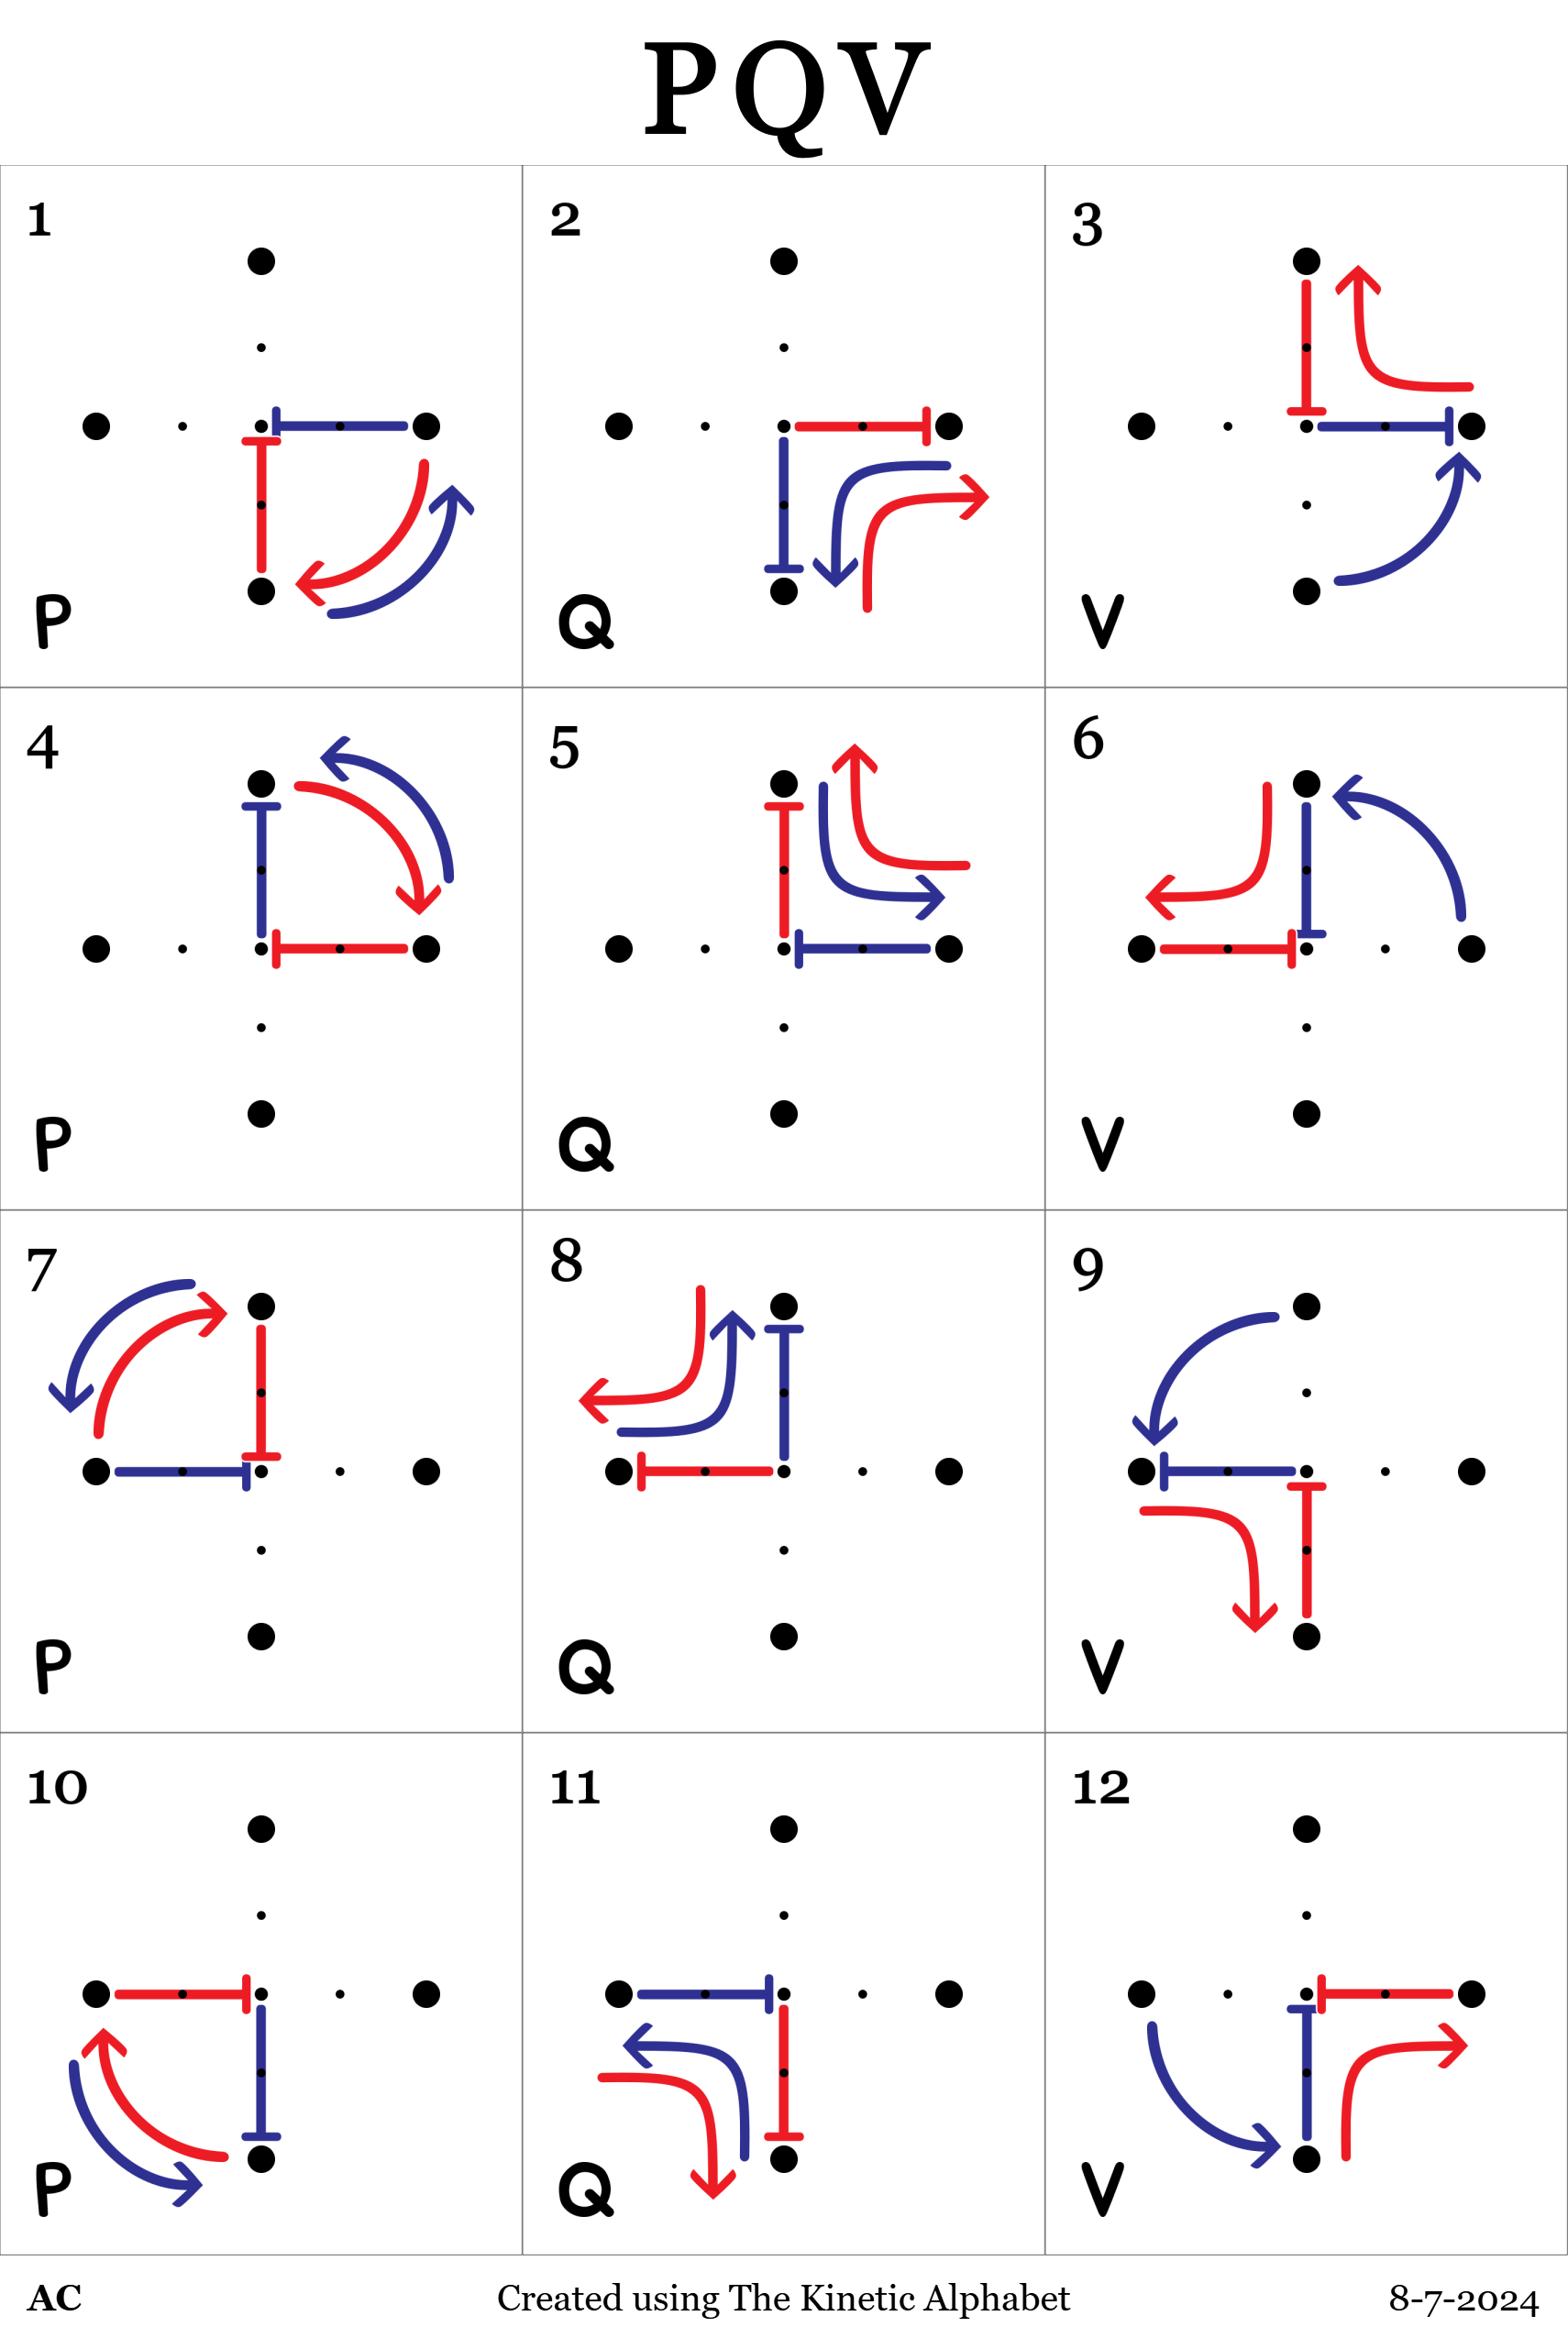 PQV
1 2 3
P Q V
4 5 6
P Q V
7 8 9
P Q V
10 11 12
P Q V
AC Created using The Kinetic Alphabet 8-7-2024